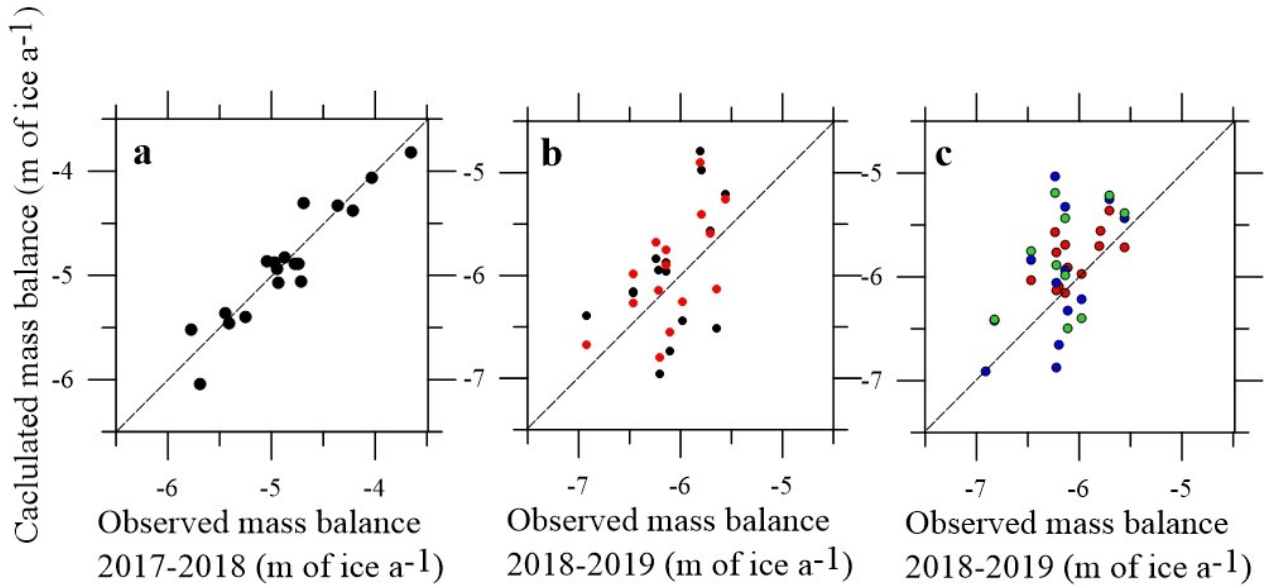 Caclulated mass balance (m of ice a-1)
a
b
c
-4
-5
-6
-5
-6
-7
-5
-6
-7
-6 -5 -4
-7 -6 -5
-7 -6 -5
Observed mass balance
2017-2018 (m of ice a-1)
Observed mass balance
2018-2019 (m of ice a-1)
Observed mass balance
2018-2019 (m of ice a-1)